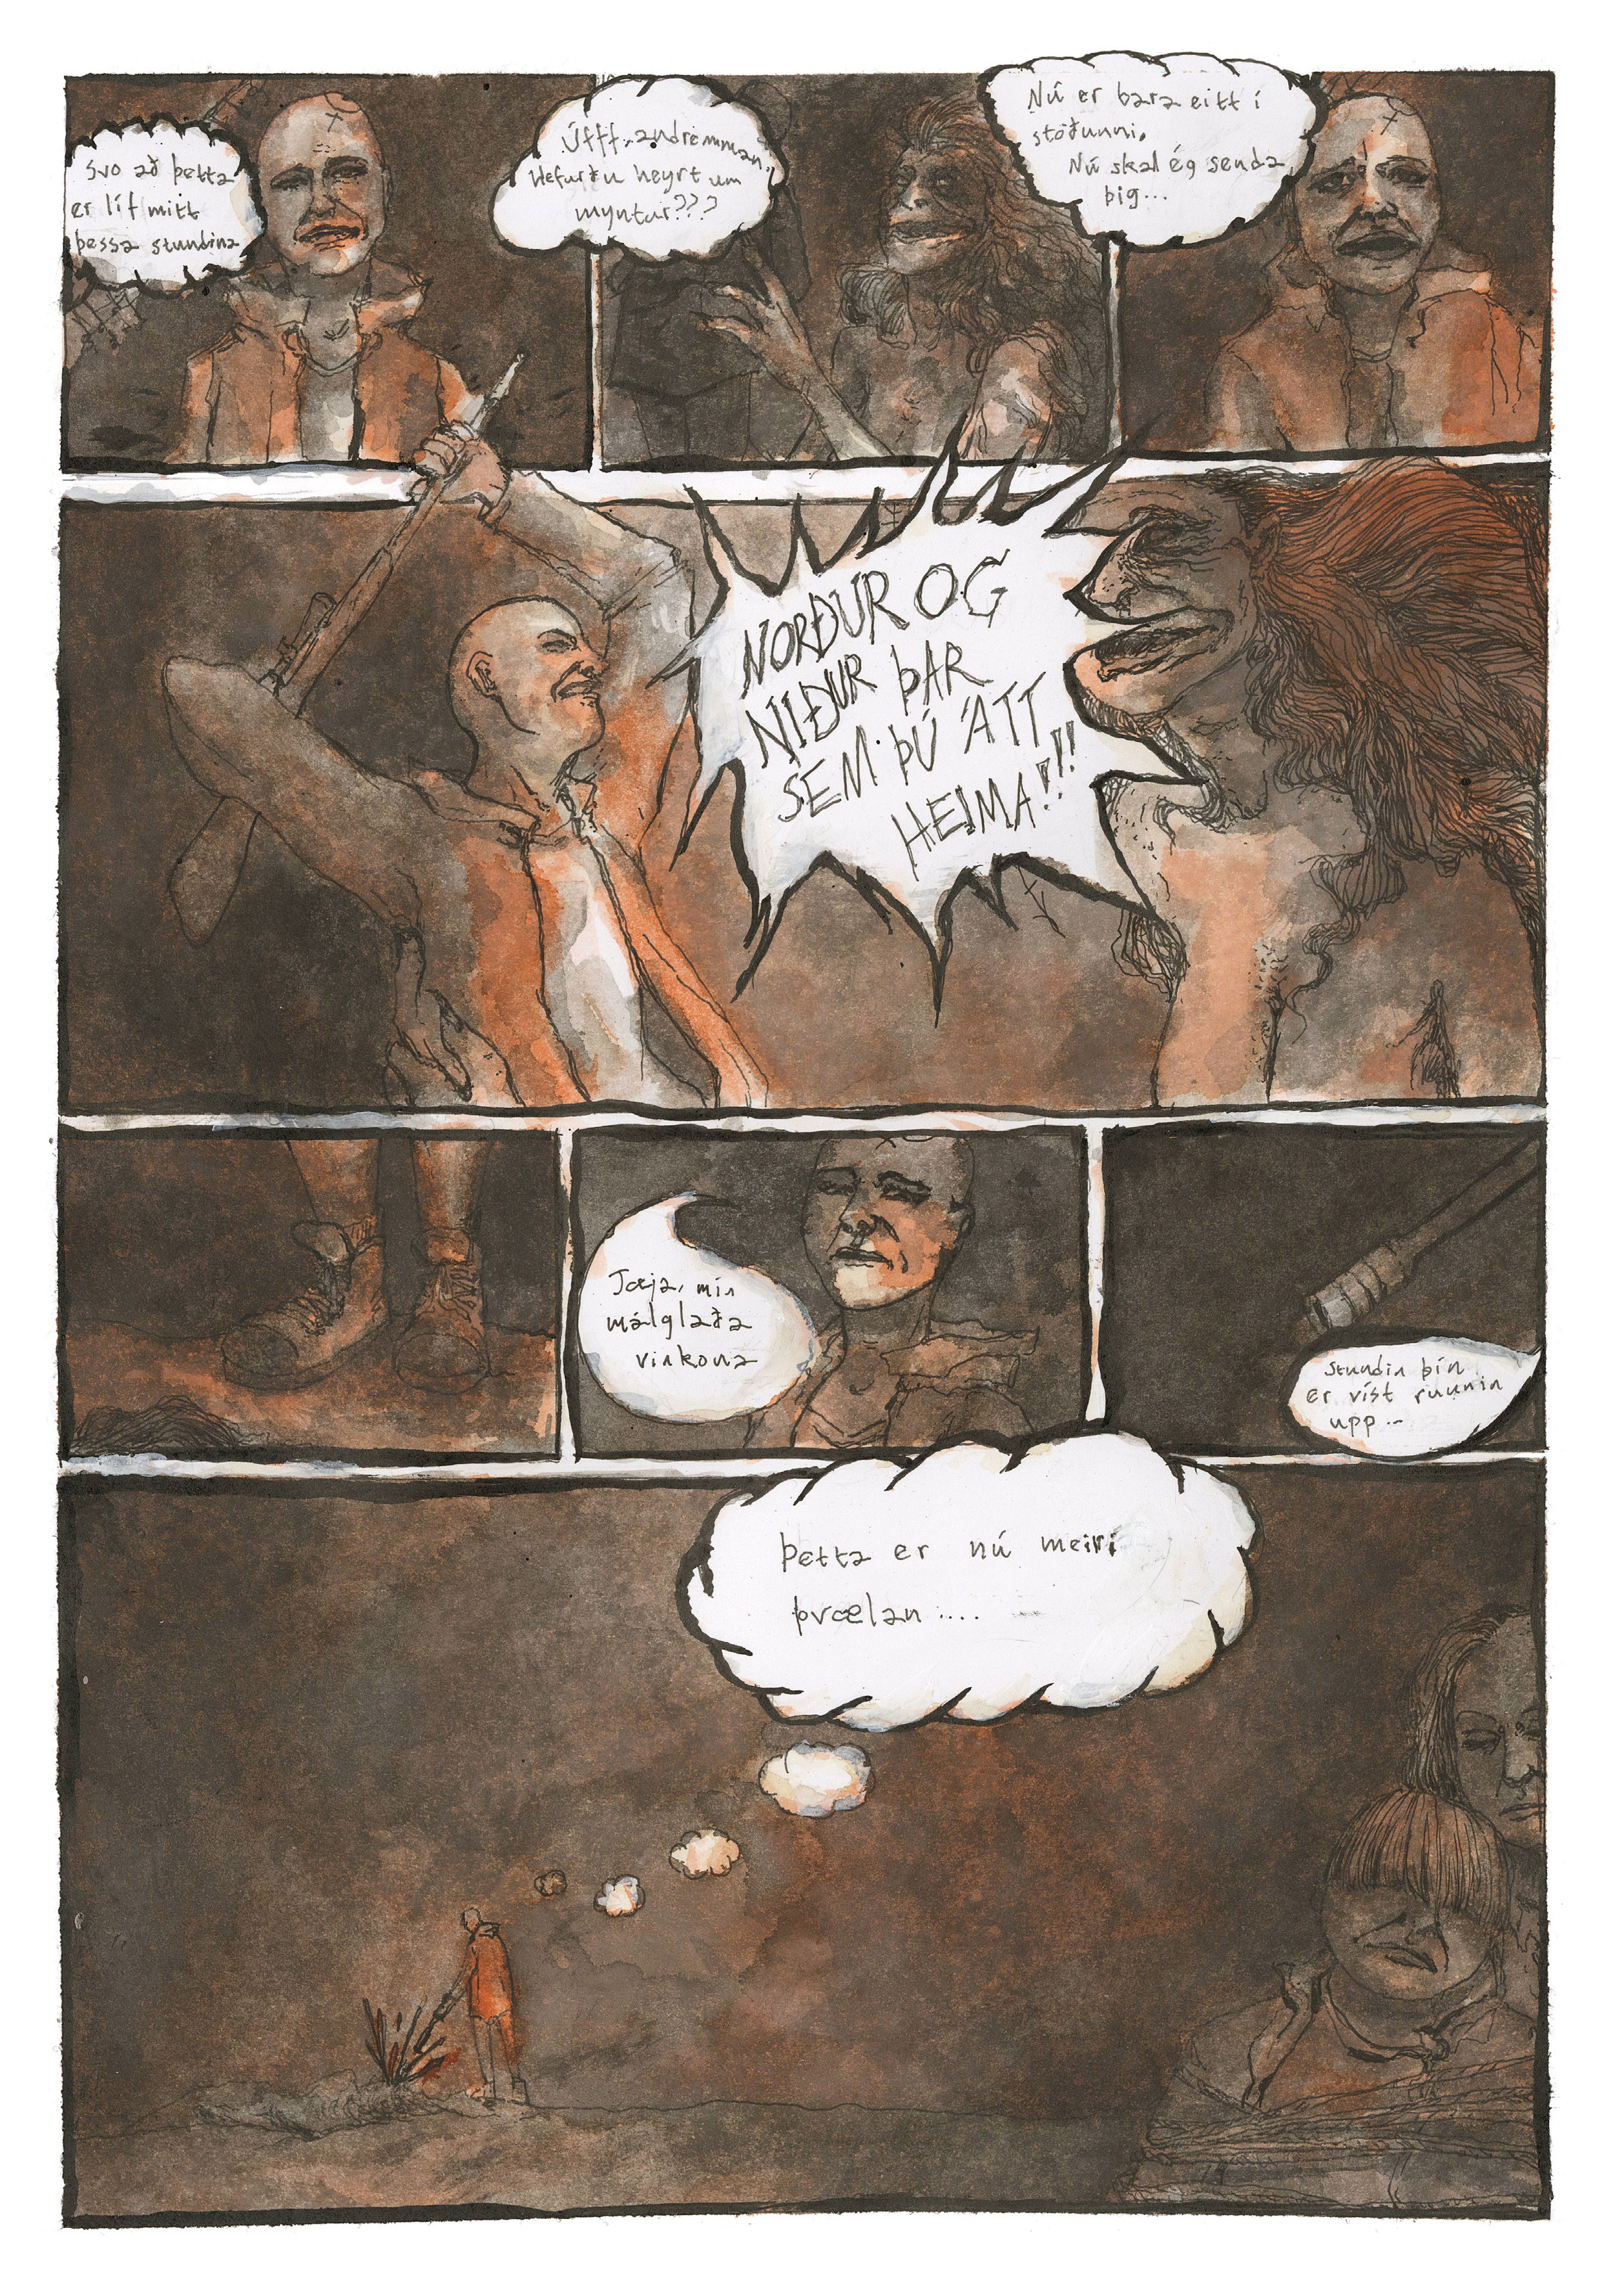 Svo að þetta
er líf mitt
þessa stundina
Úfff..andremman.
Hefurðu heyrt um
myntur???
Nú er bara eitt í
stöðunni.
Nú skal ég senda
þig...
NORÐUR OG
NIÐUR ÞAR
SEM ÞÚ ÁTT
HEIMA!!!
Jæja, mín
málglaða
vinkona
Stundin þín
er víst ruunin
upp...
Þetta er nú meiri
þvælan....